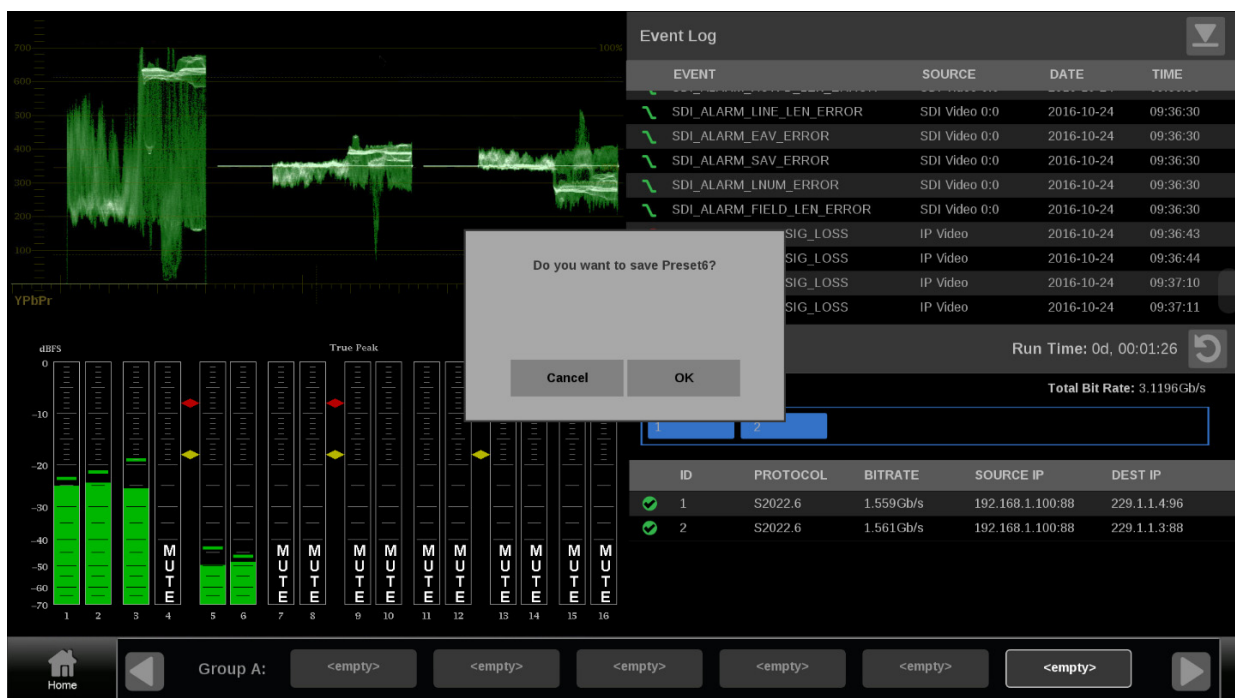 700
100%
600
500
400
300
200
100
YPbPr
dBFS
True Peak
0
-10
-20
-30
-40
-50
-60
-70
MUTE MUTE MUTE MUTE MUTE MUTE MUTE MUTE MUTE MUTE MUTE
1 2 3 4 5 6 7 8 9 10 11 12 13 14 15 16
Event Log
EVENT SOURCE DATE TIME
SDI_ALARM_LINE_LEN_ERROR SDI Video 0:0 2016-10-24 09:36:30
SDI_ALARM_EAV_ERROR SDI Video 0:0 2016-10-24 09:36:30
SDI_ALARM_SAV_ERROR SDI Video 0:0 2016-10-24 09:36:30
SDI_ALARM_LNUM_ERROR SDI Video 0:0 2016-10-24 09:36:30
SDI_ALARM_FIELD_LEN_ERROR SDI Video 0:0 2016-10-24 09:36:30
SIG_LOSS IP Video 2016-10-24 09:36:43
SIG_LOSS IP Video 2016-10-24 09:36:44
SIG_LOSS IP Video 2016-10-24 09:37:10
SIG_LOSS IP Video 2016-10-24 09:37:11
Do you want to save Preset6?
Cancel OK
Run Time: 0d, 00:01:26
Total Bit Rate: 3.1196Gb/s
1 2
ID PROTOCOL BITRATE SOURCE IP DEST IP
1 S2022.6 1.559Gb/s 192.168.1.100:88 229.1.1.4:96
2 S2022.6 1.561Gb/s 192.168.1.100:88 229.1.1.3:88
Home
Group A: <empty> <empty> <empty> <empty> <empty> <empty>